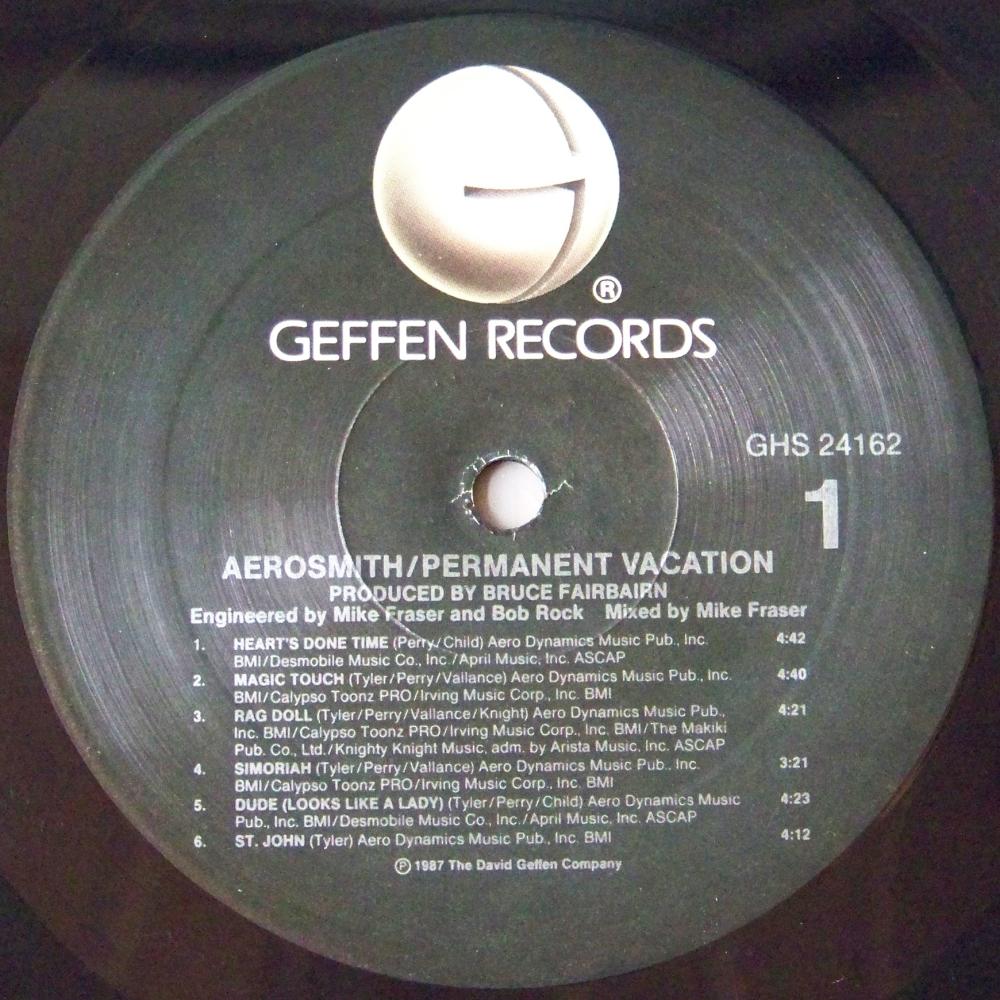 ®
GEFFEN RECORDS
GHS 24162
1
AEROSMITH/PERMANENT VACATION
PRODUCED BY BRUCE FAIRBAIRN
Engineered by Mike Fraser and Bob Rock Mixed by Mike Fraser
1. HEART'S DONE TIME (Perry/Child) Aero Dynamics Music Pub., Inc. 4:42
BMI/Desmobile Music Co., Inc./April Music, Inc. ASCAP
2. MAGIC TOUCH (Tyler/Perry/Vallance) Aero Dynamics Music Pub., Inc. 4:40
BMI/Calypso Toonz PRO/Irving Music Corp., Inc. BMI
3. RAG DOLL (Tyler/Perry/Vallance/Knight) Aero Dynamics Music Pub., 4:21
Inc. BMI/Calypso Toonz PRO/Irving Music Corp., Inc. BMI/The Makiki
Pub. Co., Ltd./Knighty Knight Music, adm. by Arista Music, Inc. ASCAP
4. SIMORIAH (Tyler/Perry/Vallance) Aero Dynamics Music Pub., Inc. 3:21
BMI/Calypso Toonz PRO/Irving Music Corp., Inc. BMI
5. DUDE (LOOKS LIKE A LADY) (Tyler/Perry/Child) Aero Dynamics Music 4:23
Pub., Inc. BMI/Desmobile Music Co., Inc./April Music, Inc. ASCAP
6. ST. JOHN (Tyler) Aero Dynamics Music Pub., Inc. BMI 4:12
℗ 1987 The David Geffen Company